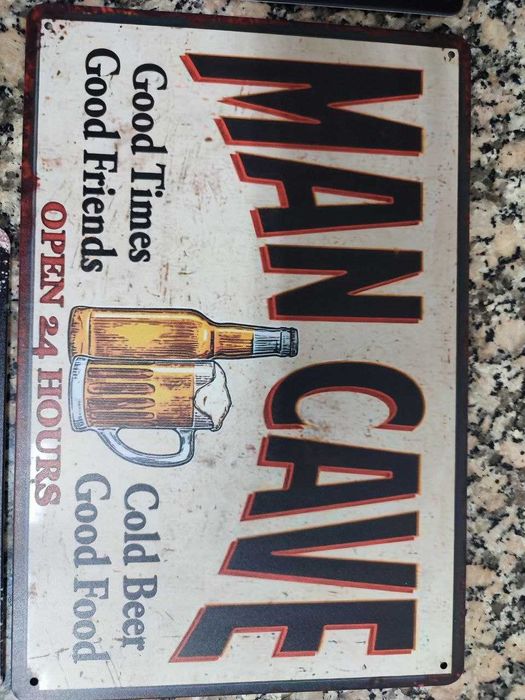 MAN CAVE
Good Times
Good Friends
Cold Beer
Good Food
OPEN 24 HOURS